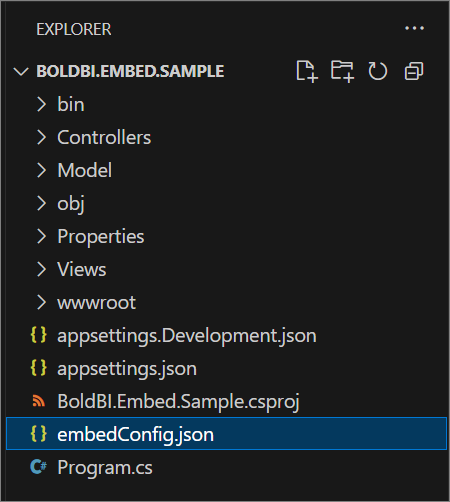 EXPLORER
BOLDBI.EMBED.SAMPLE
bin
Controllers
Model
obj
Properties
Views
wwwroot
appsettings.Development.json
appsettings.json
BoldBI.Embed.Sample.csproj
embedConfig.json
Program.cs